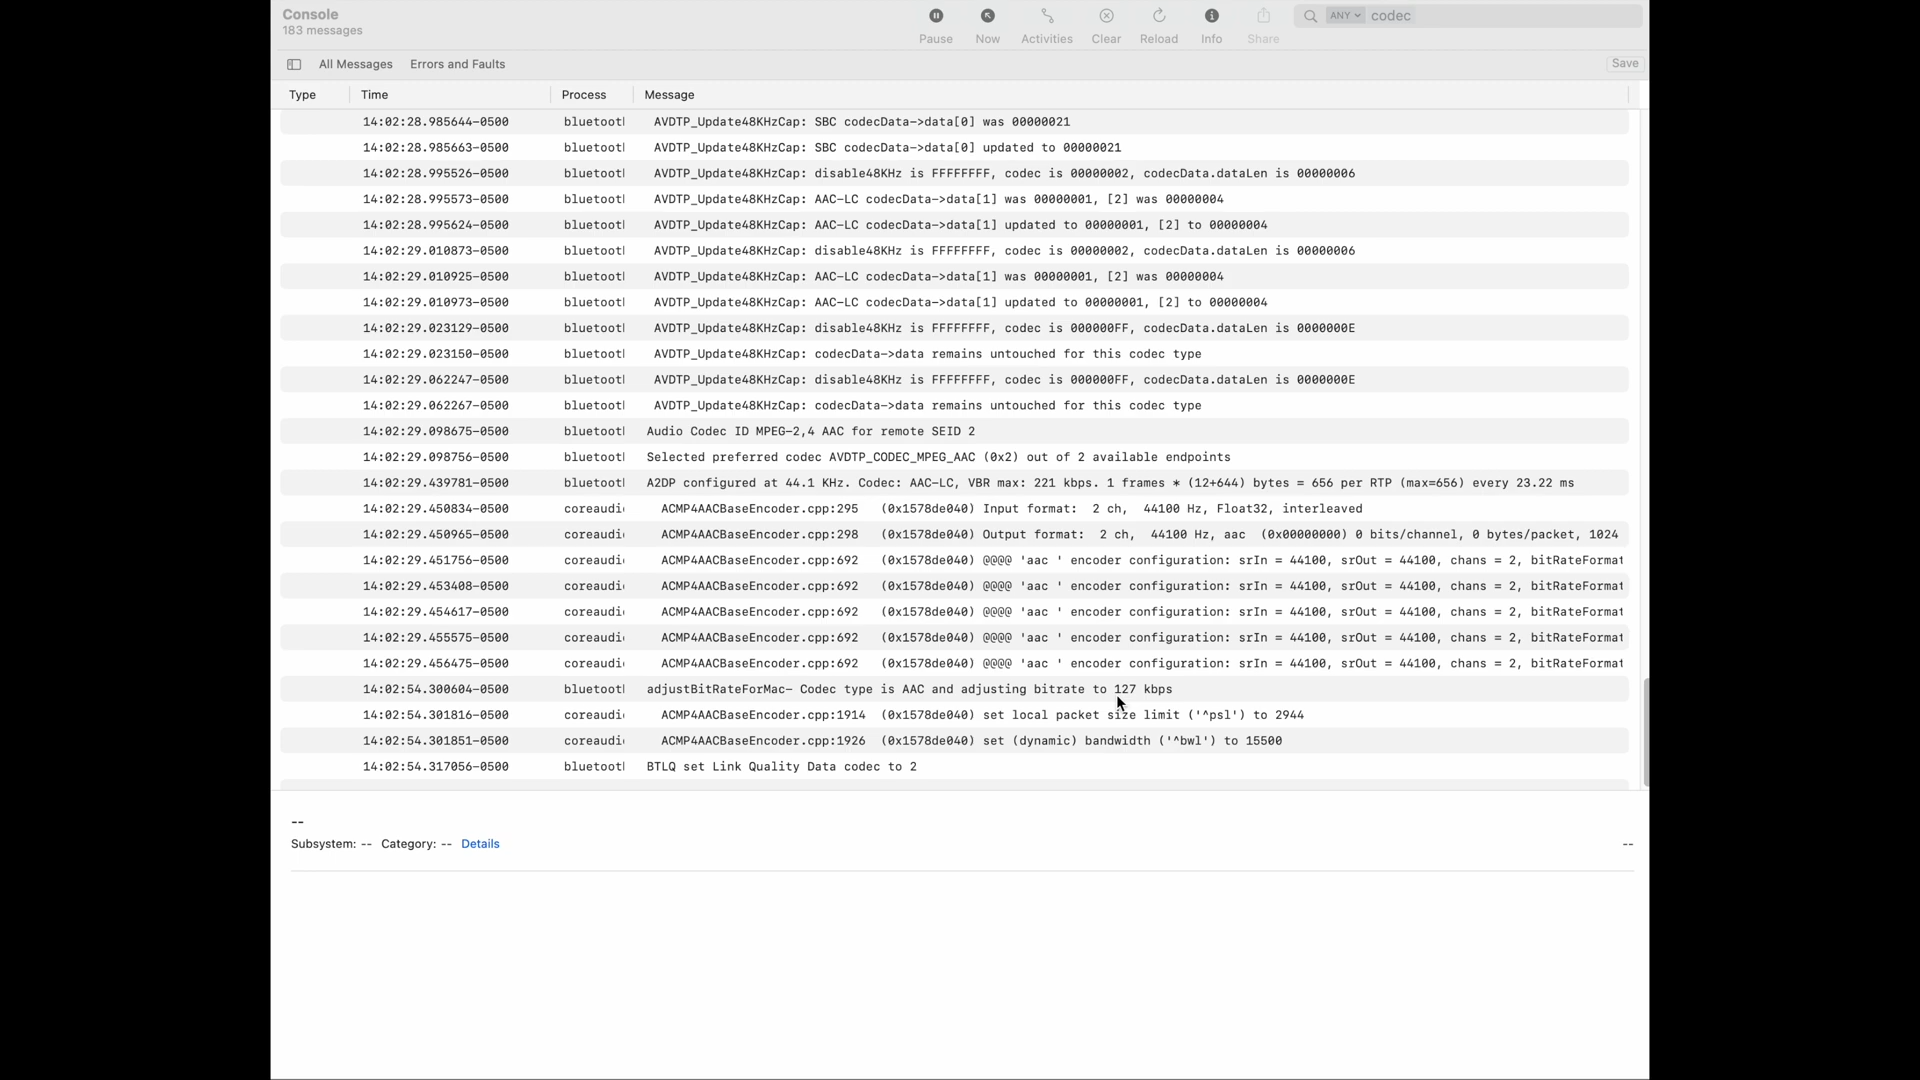 Console
183 messages
Pause Now Activities Clear Reload Info Share
ANY codec
All Messages Errors and Faults Save
Type Time Process Message
14:02:28.985644-0500 bluetootl AVDTP_Update48KHzCap: SBC codecData->data[0] was 00000021
14:02:28.985663-0500 bluetootl AVDTP_Update48KHzCap: SBC codecData->data[0] updated to 00000021
14:02:28.995526-0500 bluetootl AVDTP_Update48KHzCap: disable48KHz is FFFFFFFF, codec is 00000002, codecData.dataLen is 00000006
14:02:28.995573-0500 bluetootl AVDTP_Update48KHzCap: AAC-LC codecData->data[1] was 00000001, [2] was 00000004
14:02:28.995624-0500 bluetootl AVDTP_Update48KHzCap: AAC-LC codecData->data[1] updated to 00000001, [2] to 00000004
14:02:29.010873-0500 bluetootl AVDTP_Update48KHzCap: disable48KHz is FFFFFFFF, codec is 00000002, codecData.dataLen is 00000006
14:02:29.010925-0500 bluetootl AVDTP_Update48KHzCap: AAC-LC codecData->data[1] was 00000001, [2] was 00000004
14:02:29.010973-0500 bluetootl AVDTP_Update48KHzCap: AAC-LC codecData->data[1] updated to 00000001, [2] to 00000004
14:02:29.023129-0500 bluetootl AVDTP_Update48KHzCap: disable48KHz is FFFFFFFF, codec is 000000FF, codecData.dataLen is 0000000E
14:02:29.023150-0500 bluetootl AVDTP_Update48KHzCap: codecData->data remains untouched for this codec type
14:02:29.062247-0500 bluetootl AVDTP_Update48KHzCap: disable48KHz is FFFFFFFF, codec is 000000FF, codecData.dataLen is 0000000E
14:02:29.062267-0500 bluetootl AVDTP_Update48KHzCap: codecData->data remains untouched for this codec type
14:02:29.098675-0500 bluetootl Audio Codec ID MPEG-2,4 AAC for remote SEID 2
14:02:29.098756-0500 bluetootl Selected preferred codec AVDTP_CODEC_MPEG_AAC (0x2) out of 2 available endpoints
14:02:29.439781-0500 bluetootl A2DP configured at 44.1 KHz. Codec: AAC-LC, VBR max: 221 kbps. 1 frames * (12+644) bytes = 656 per RTP (max=656) every 23.22 ms
14:02:29.450834-0500 coreaudi ACMP4AACBaseEncoder.cpp:295 (0x1578de040) Input format: 2 ch, 44100 Hz, Float32, interleaved
14:02:29.450965-0500 coreaudi ACMP4AACBaseEncoder.cpp:298 (0x1578de040) Output format: 2 ch, 44100 Hz, aac (0x00000000) 0 bits/channel, 0 bytes/packet, 1024
14:02:29.451756-0500 coreaudi ACMP4AACBaseEncoder.cpp:692 (0x1578de040) @@@@ 'aac ' encoder configuration: srIn = 44100, srOut = 44100, chans = 2, bitRateFormat
14:02:29.453408-0500 coreaudi ACMP4AACBaseEncoder.cpp:692 (0x1578de040) @@@@ 'aac ' encoder configuration: srIn = 44100, srOut = 44100, chans = 2, bitRateFormat
14:02:29.454617-0500 coreaudi ACMP4AACBaseEncoder.cpp:692 (0x1578de040) @@@@ 'aac ' encoder configuration: srIn = 44100, srOut = 44100, chans = 2, bitRateFormat
14:02:29.455575-0500 coreaudi ACMP4AACBaseEncoder.cpp:692 (0x1578de040) @@@@ 'aac ' encoder configuration: srIn = 44100, srOut = 44100, chans = 2, bitRateFormat
14:02:29.456475-0500 coreaudi ACMP4AACBaseEncoder.cpp:692 (0x1578de040) @@@@ 'aac ' encoder configuration: srIn = 44100, srOut = 44100, chans = 2, bitRateFormat
14:02:54.300604-0500 bluetootl adjustBitRateForMac- Codec type is AAC and adjusting bitrate to 127 kbps
14:02:54.301816-0500 coreaudi ACMP4AACBaseEncoder.cpp:1914 (0x1578de040) set local packet size limit ('^psl') to 2944
14:02:54.301851-0500 coreaudi ACMP4AACBaseEncoder.cpp:1926 (0x1578de040) set (dynamic) bandwidth ('^bwl') to 15500
14:02:54.317056-0500 bluetootl BTLQ set Link Quality Data codec to 2
--
Subsystem: -- Category: -- Details --